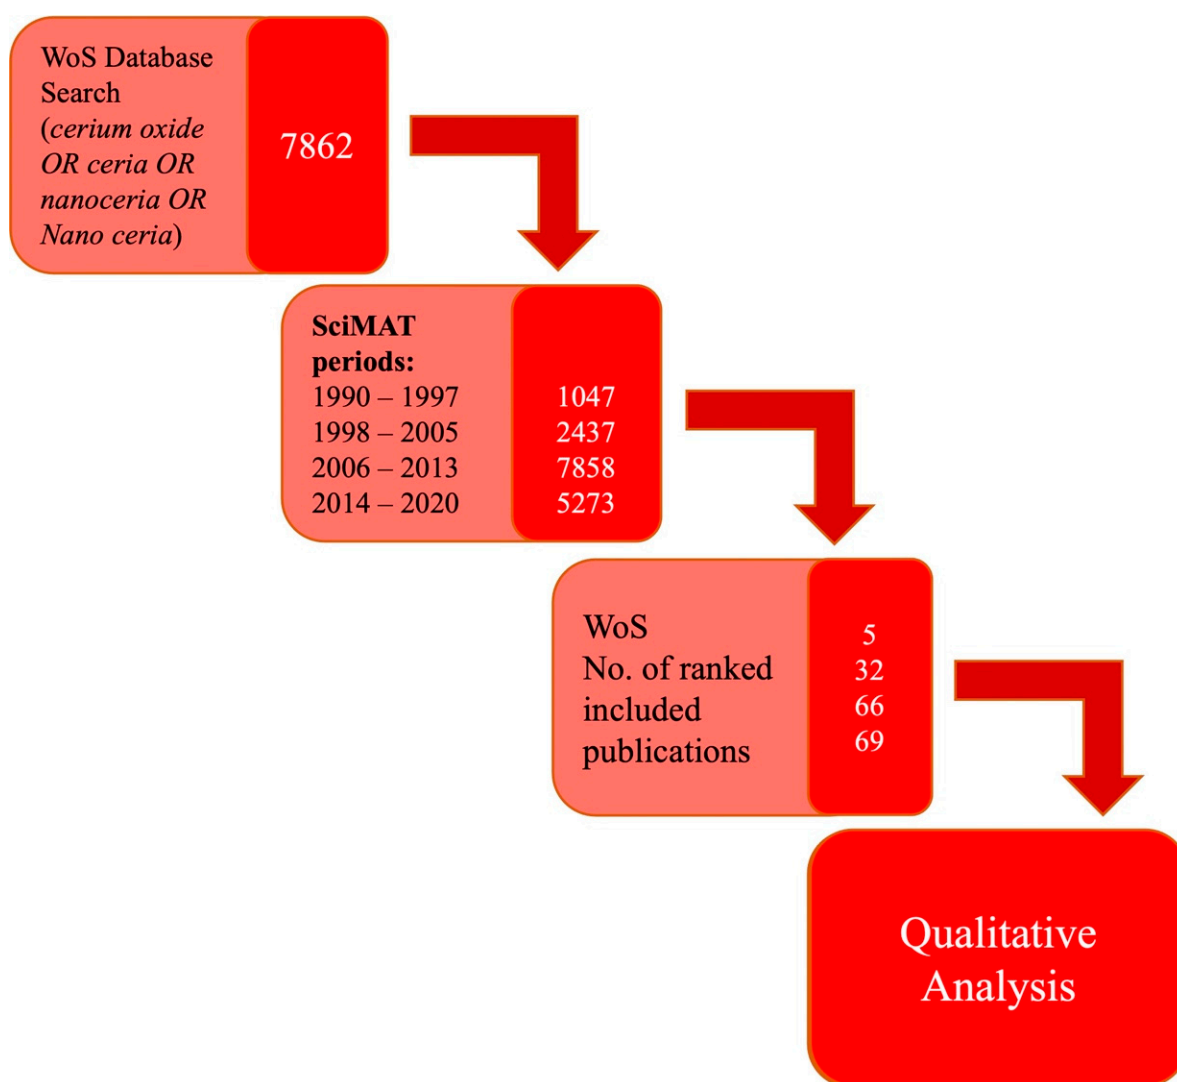 WoS Database
Search
(cerium oxide
OR ceria OR
nanoceria OR
Nano ceria)
7862
SciMAT
periods:
1990 – 1997 1047
1998 – 2005 2437
2006 – 2013 7858
2014 – 2020 5273
WoS
No. of ranked
included
publications
5
32
66
69
Qualitative
Analysis